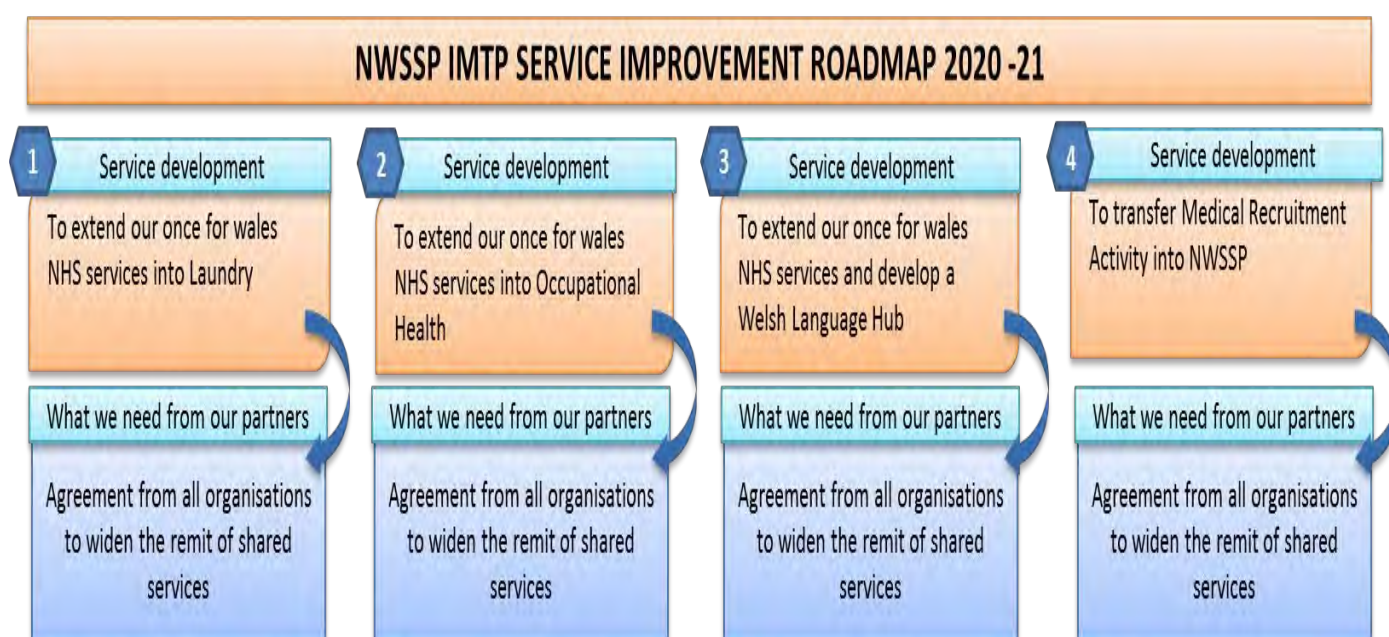 NWSSP IMTP SERVICE IMPROVEMENT ROADMAP 2020 -21
1
Service development
To extend our once for wales
NHS services into Laundry
What we need from our partners
Agreement from all organisations
to widen the remit of shared
services
2
Service development
To extend our once for wales
NHS services into Occupational
Health
What we need from our partners
Agreement from all organisations
to widen the remit of shared
services
3
Service development
To extend our once for wales
NHS services and develop a
Welsh Language Hub
What we need from our partners
Agreement from all organisations
to widen the remit of shared
services
4
Service development
To transfer Medical Recruitment
Activity into NWSSP
What we need from our partners
Agreement from all organisations
to widen the remit of shared
services